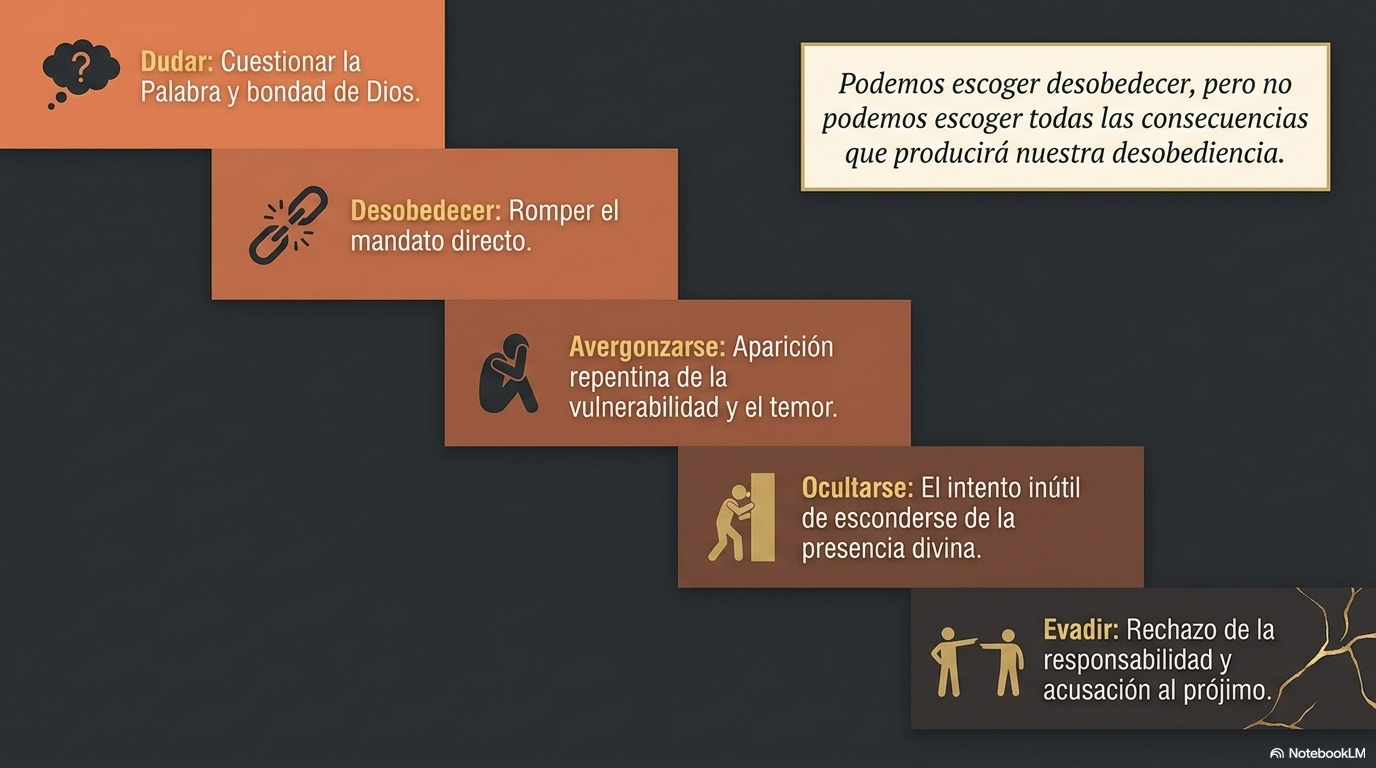 Dudar: Cuestionar la
Palabra y bondad de Dios.
Podemos escoger desobedecer, pero no
podemos escoger todas las consecuencias
que producirá nuestra desobediencia.
Desobedecer: Romper el
mandato directo.
Avergonzarse: Aparición
repentina de la
vulnerabilidad y el temor.
Ocultarse: El intento inútil
de esconderse de la
presencia divina.
Evadir: Rechazo de la
responsabilidad y
acusación al prójimo.
NotebookLM